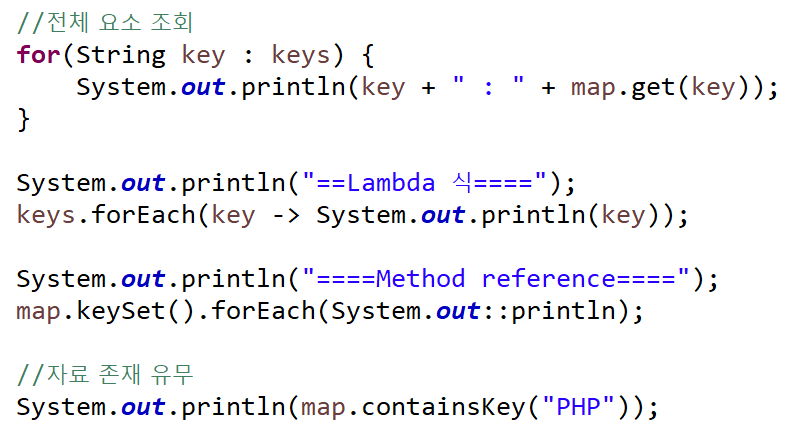 //전체 요소 조회
for(String key : keys) {
    System.out.println(key + " : " + map.get(key));
}
System.out.println("==Lambda 식====");
keys.forEach(key -> System.out.println(key));
System.out.println("====Method reference====");
map.keySet().forEach(System.out::println);
//자료 존재 유무
System.out.println(map.containsKey("PHP"));